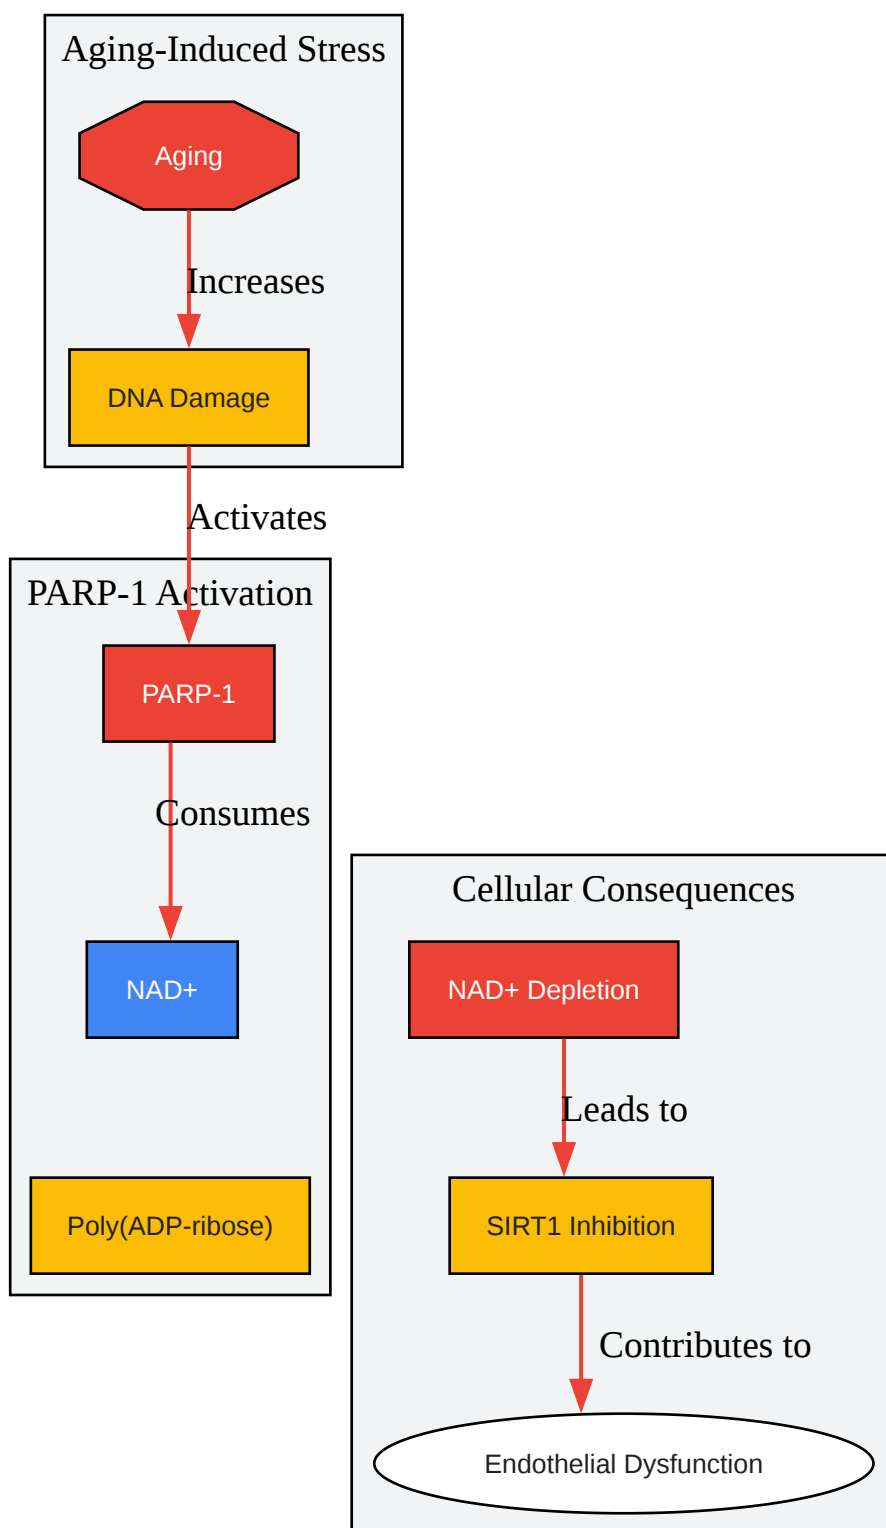 Aging-Induced Stress
Aging
Increases
DNA Damage
Activates
PARP-1 Activation
PARP-1
Consumes
NAD+
Poly(ADP-ribose)
Cellular Consequences
NAD+ Depletion
Leads to
SIRT1 Inhibition
Contributes to
Endothelial Dysfunction